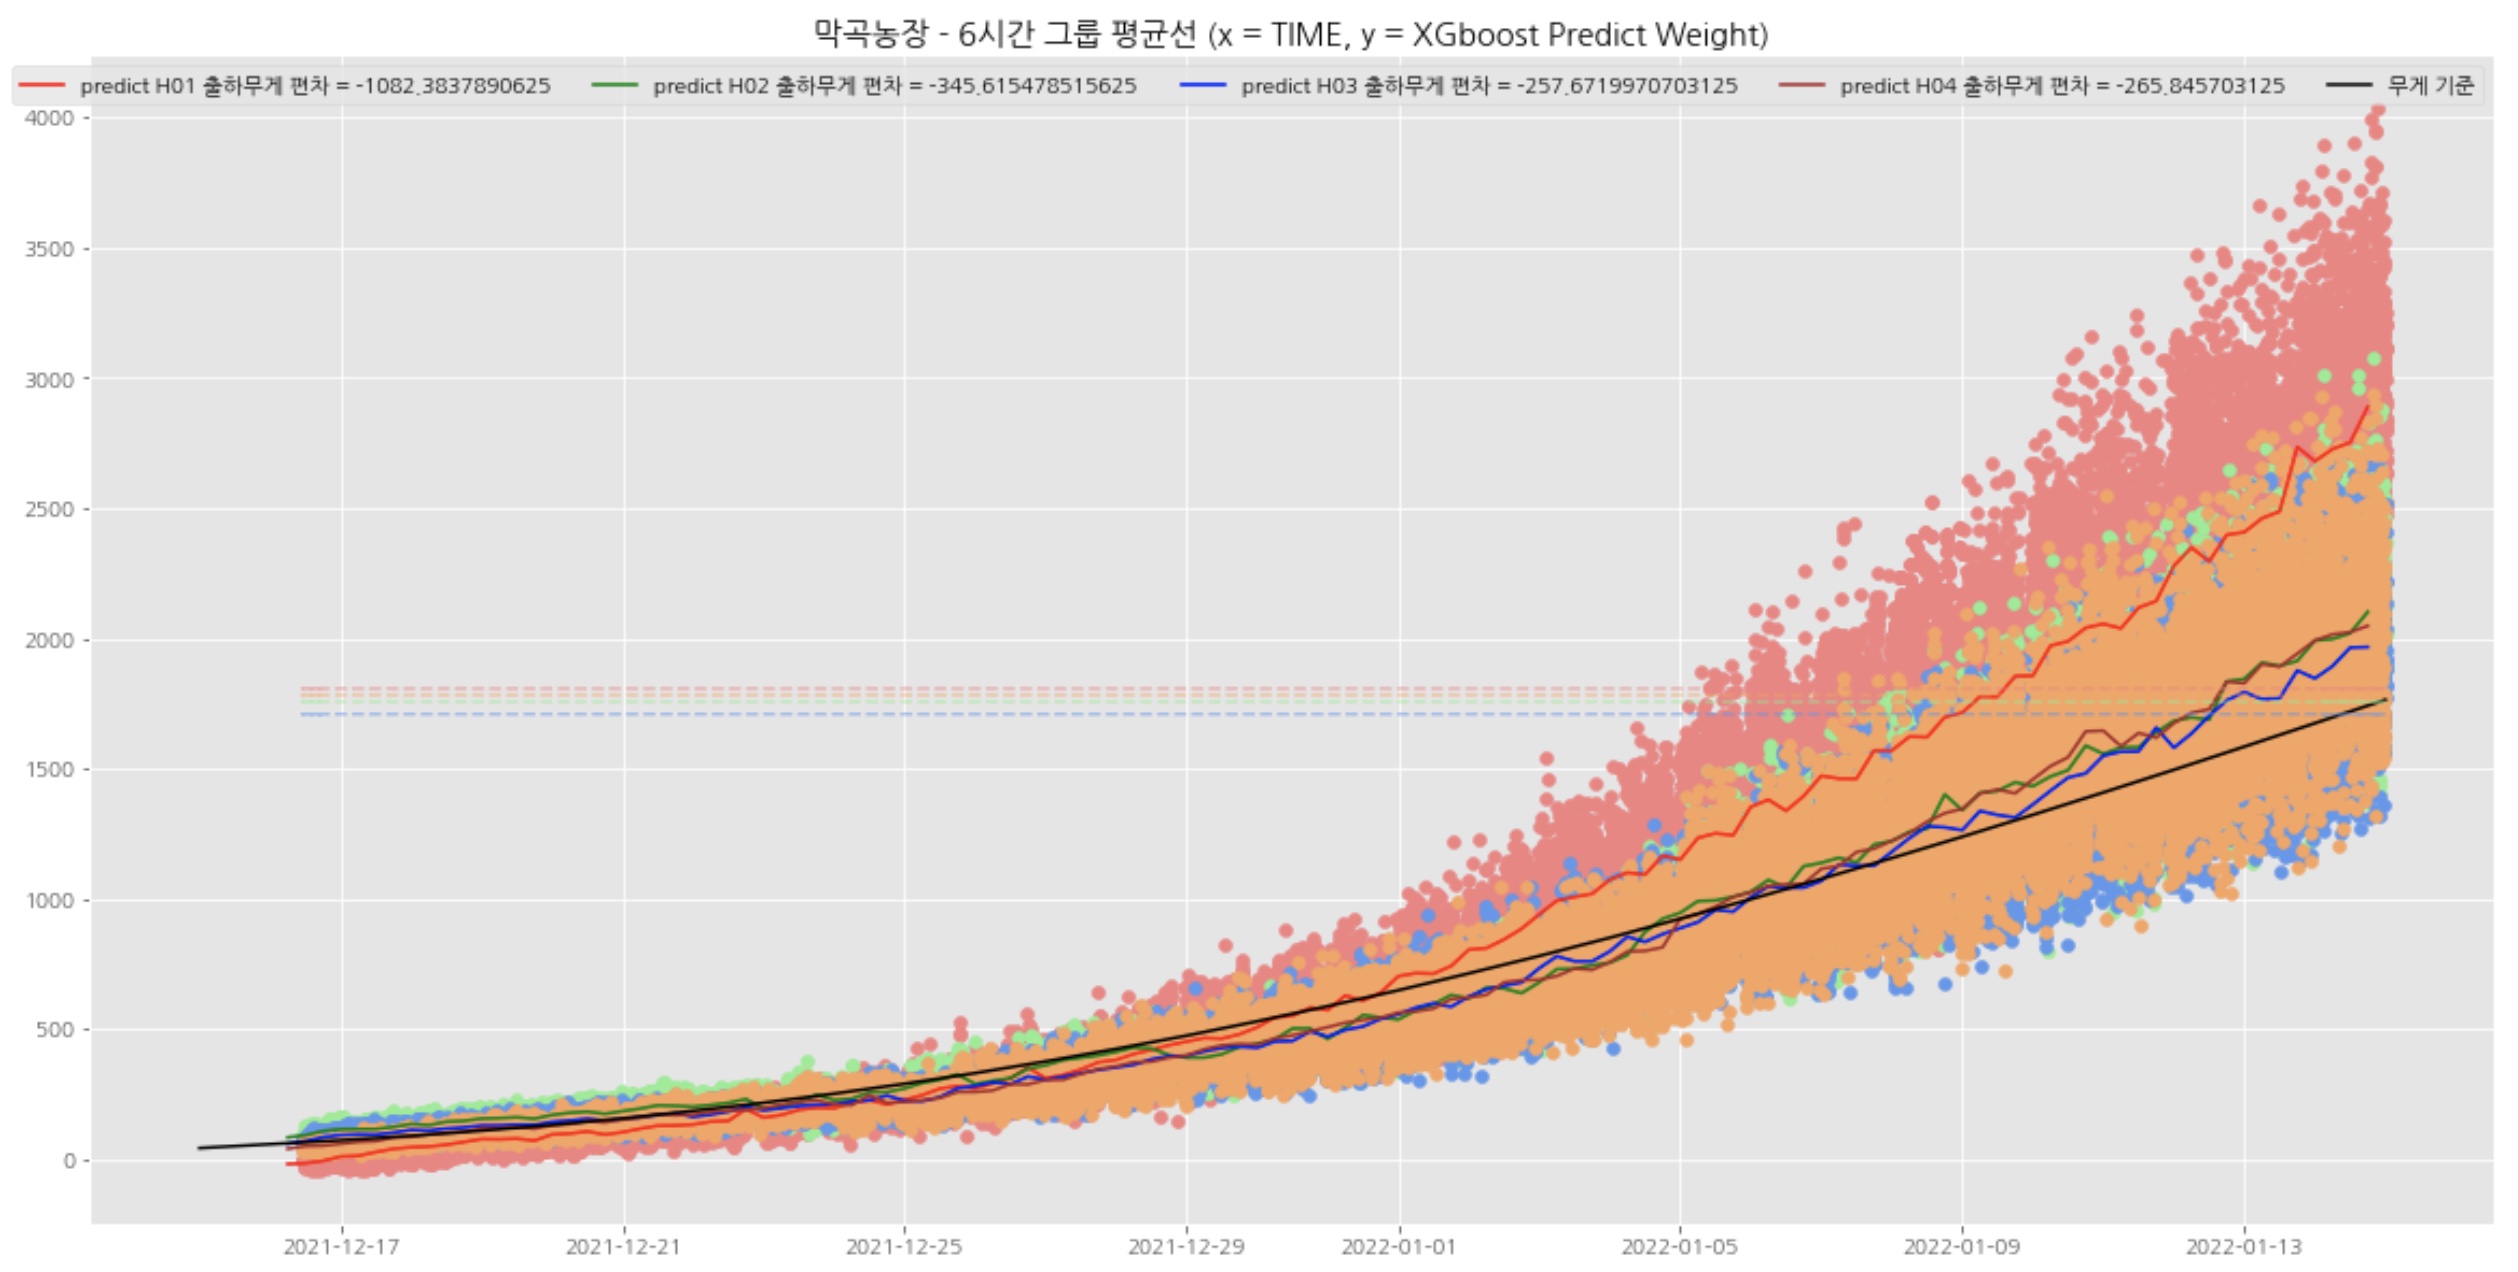 막곡농장 - 6시간 그룹 평균선 (x = TIME, y = XGboost Predict Weight)
predict H01 출하무게 편차 = -1082.3837890625
predict H02 출하무게 편차 = -345.615478515625
predict H03 출하무게 편차 = -257.6719970703125
predict H04 출하무게 편차 = -265.845703125
무게 기준
4000
3500
3000
2500
2000
1500
1000
500
0
2021-12-17
2021-12-21
2021-12-25
2021-12-29
2022-01-01
2022-01-05
2022-01-09
2022-01-13